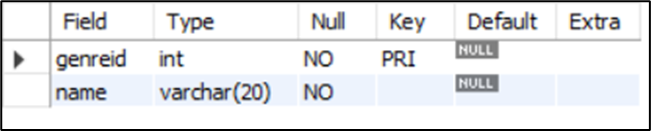 Field Type Null Key Default Extra
genreid int NO PRI NULL
name varchar(20) NO NULL